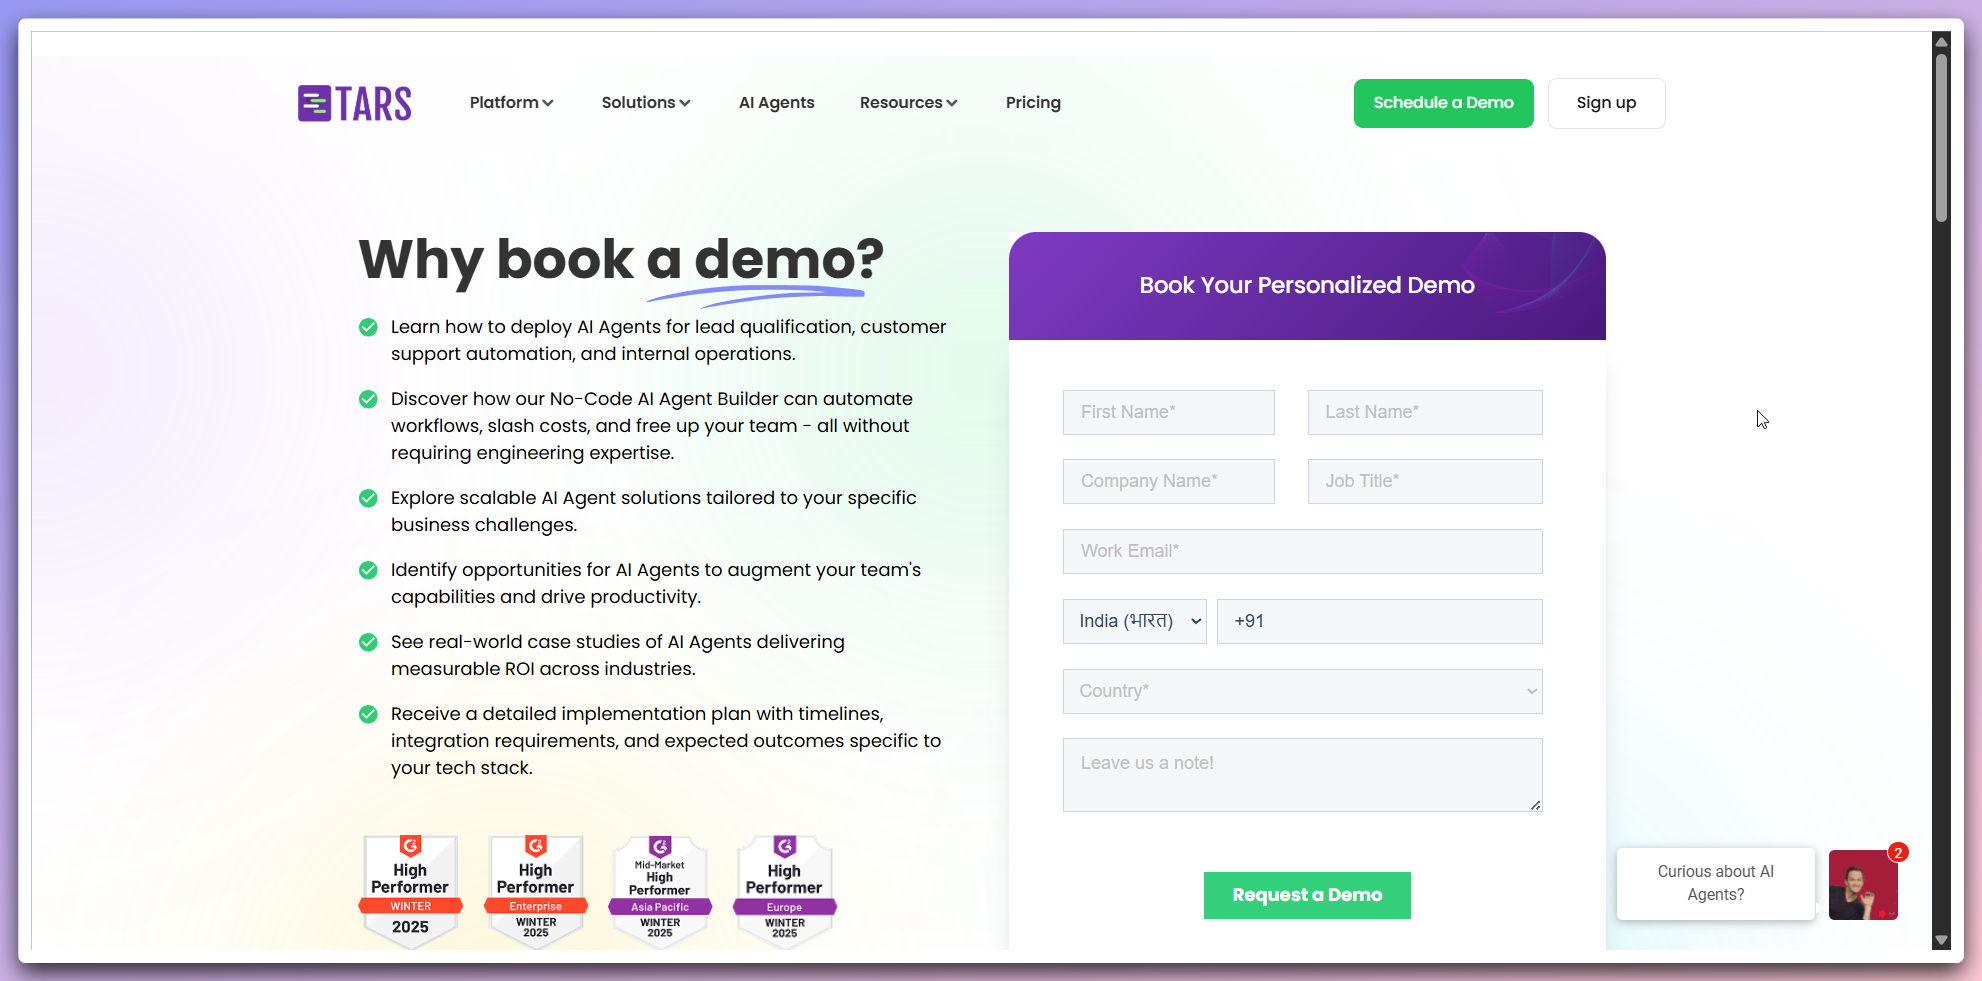 TARS
Platform
Solutions
AI Agents
Resources
Pricing
Schedule a Demo
Sign up
Why book a demo?
Learn how to deploy AI Agents for lead qualification, customer
support automation, and internal operations.
Discover how our No-Code AI Agent Builder can automate
workflows, slash costs, and free up your team - all without
requiring engineering expertise.
Explore scalable AI Agent solutions tailored to your specific
business challenges.
Identify opportunities for AI Agents to augment your team's
capabilities and drive productivity.
See real-world case studies of AI Agents delivering
measurable ROI across industries.
Receive a detailed implementation plan with timelines,
integration requirements, and expected outcomes specific to
your tech stack.
High
Performer
WINTER
2025
High
Performer
Enterprise
WINTER
2025
Mid-Market
High
Performer
Asia Pacific
WINTER
2025
High
Performer
Europe
WINTER
2025
Book Your Personalized Demo
First Name*
Last Name*
Company Name*
Job Title*
Work Email*
India (भारत)
+91
Country*
Leave us a note!
Request a Demo
Curious about AI
Agents?
2